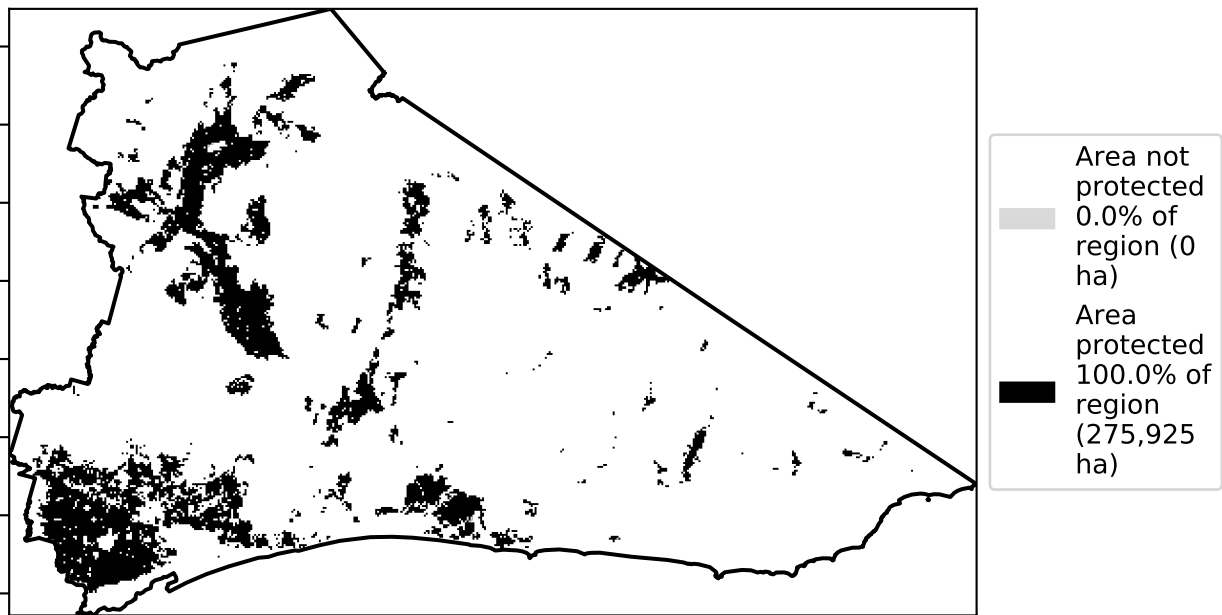 Area not
protected
0.0% of
region (0
ha)
Area
protected
100.0% of
region
(275,925
ha)